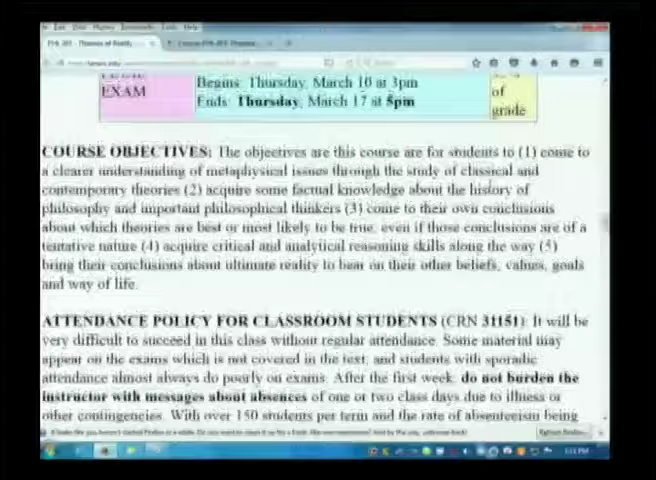 EXAM
Begins: Thursday, March 10 at 3pm
Ends: Thursday, March 17 at 5pm
of
grade
COURSE OBJECTIVES: The objectives are this course are for students to (1) come to
a clearer understanding of metaphysical issues through the study of classical and
contemporary theories (2) acquire some factual knowledge about the history of
philosophy and important philosophical thinkers (3) come to their own conclusions
about which theories are best or most likely to be true, even if those conclusions are of a
tentative nature (4) acquire critical and analytical reasoning skills along the way (5)
bring their conclusions about ultimate reality to bear on their other beliefs, values, goals
and way of life.
ATTENDANCE POLICY FOR CLASSROOM STUDENTS (CRN 31151): It will be
very difficult to succeed in this class without regular attendance. Some material may
appear on the exams which is not covered in the text, and students with sporadic
attendance almost always do poorly on exams. After the first week, do not burden the
instructor with messages about absences of one or two class days due to illness or
other contingencies. With over 150 students per term and the rate of absenteeism being